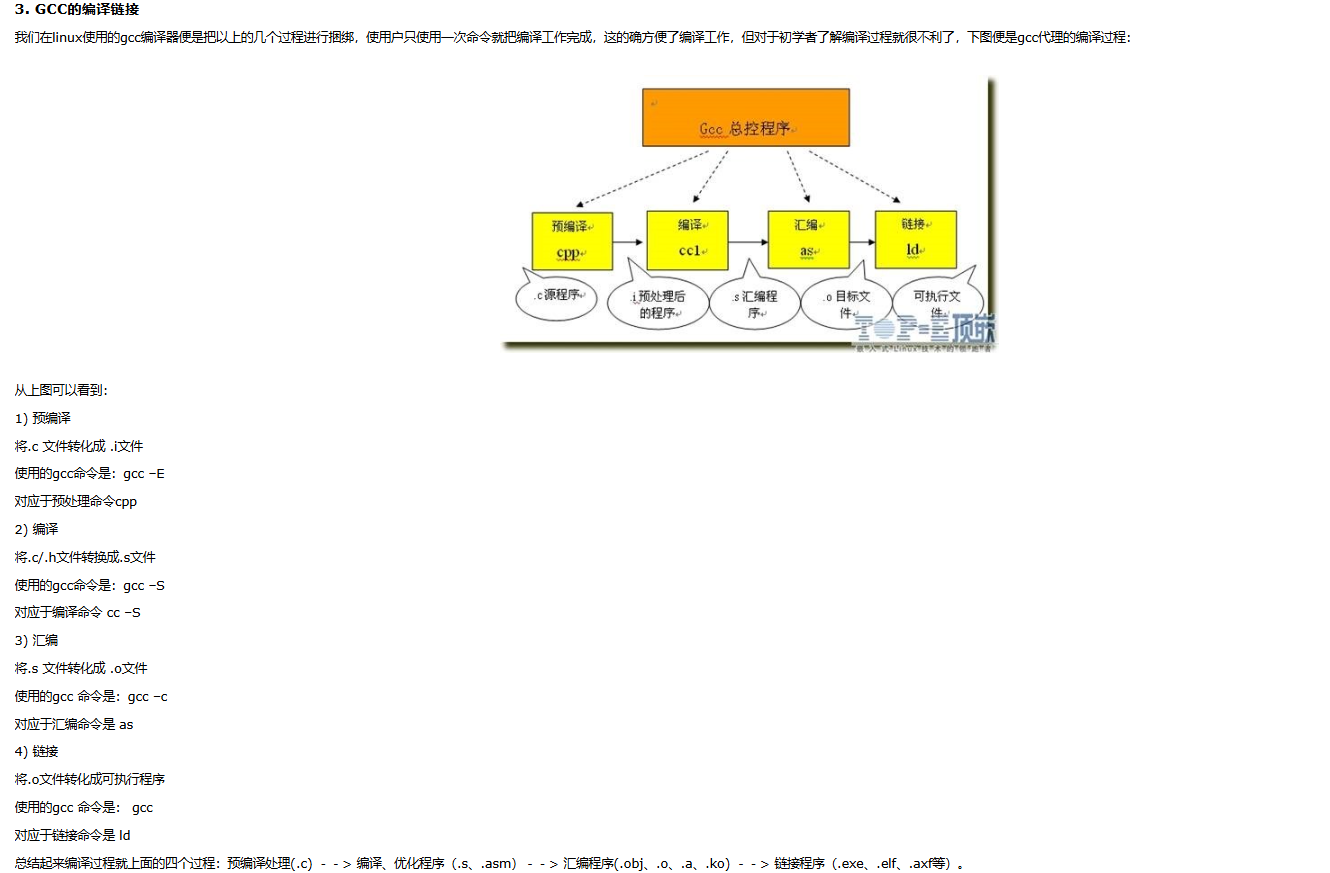 3. GCC的编译链接
我们在linux使用的gcc编译器便是把以上的几个过程进行捆绑，使用户只使用一次命令就把编译工作完成，这的确方便了编译工作，但对于初学者了解编译过程就很不利了，下图便是gcc代理的编译过程：
Gcc 总控程序
预编译
cpp
编译
cc1
汇编
as
链接
ld
.c源程序
.i预处理后
的程序
.s 汇编程
序
.o 目标文
件
可执行文
件
顶嵌
从上图可以看到：
1) 预编译
将.c 文件转化成 .i文件
使用的gcc命令是：gcc –E
对应于预处理命令cpp
2) 编译
将.c/.h文件转换成.s文件
使用的gcc命令是：gcc –S
对应于编译命令 cc –S
3) 汇编
将.s 文件转化成 .o文件
使用的gcc 命令是：gcc –c
对应于汇编命令是 as
4) 链接
将.o文件转化成可执行程序
使用的gcc 命令是： gcc
对应于链接命令是 ld
总结起来编译过程就上面的四个过程：预编译处理(.c) －－> 编译、优化程序（.s、.asm）－－> 汇编程序(.obj、.o、.a、.ko) －－> 链接程序（.exe、.elf、.axf等）。